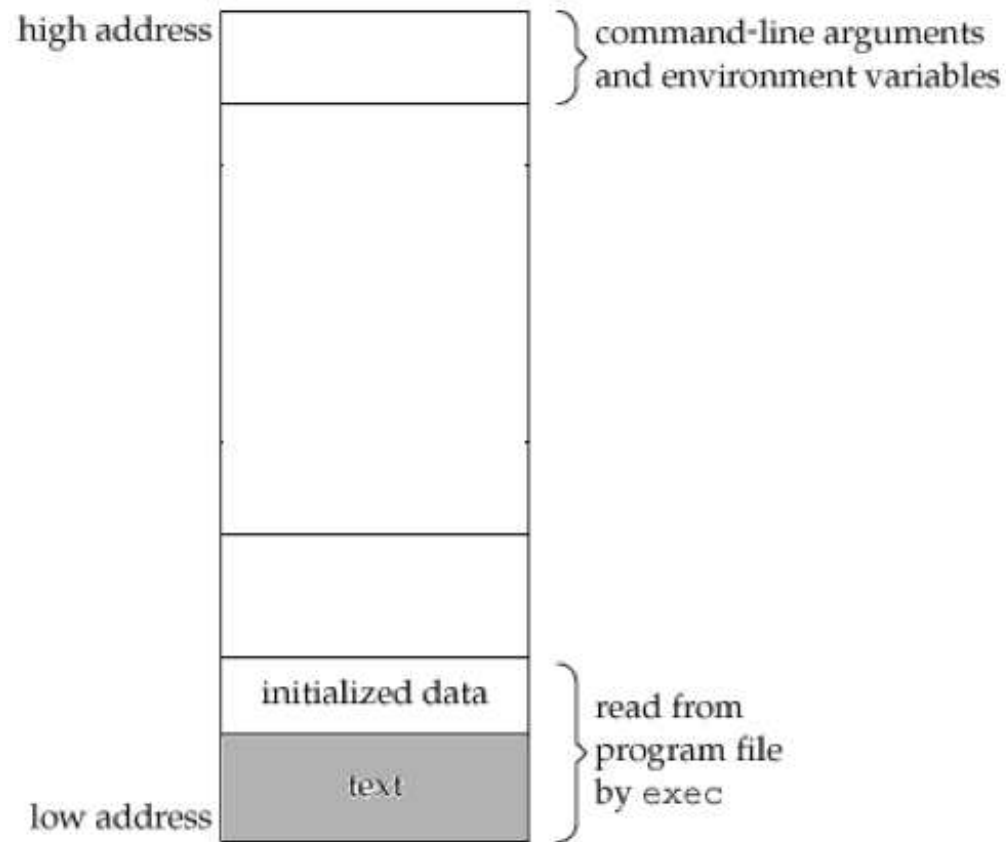 high address
command-line arguments
and environment variables
initialized data
read from
program file
by exec
text
low address